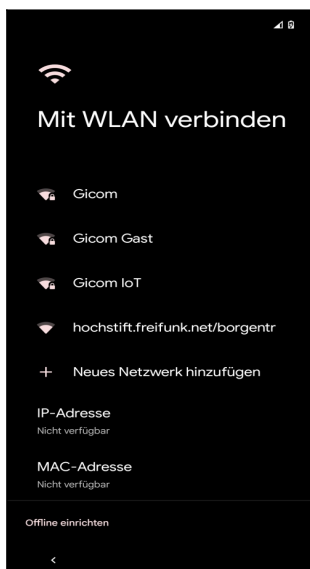 Mit WLAN verbinden
Gicom
Gicom Gast
Gicom IoT
hochstift.freifunk.net/borgentr
Neues Netzwerk hinzufügen
IP-Adresse
Nicht verfügbar
MAC-Adresse
Nicht verfügbar
Offline einrichten